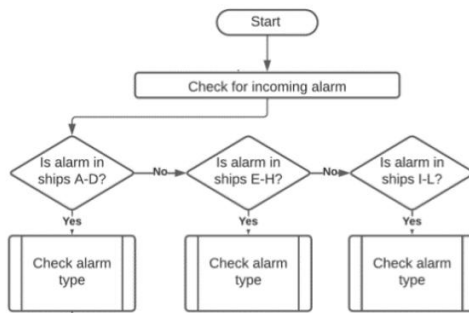 Start
Check for incoming alarm
Is alarm in
ships A-D?
No
Is alarm in
ships E-H?
No
Is alarm in
ships I-L?
Yes
Yes
Yes
Check alarm
type
Check alarm
type
Check alarm
type